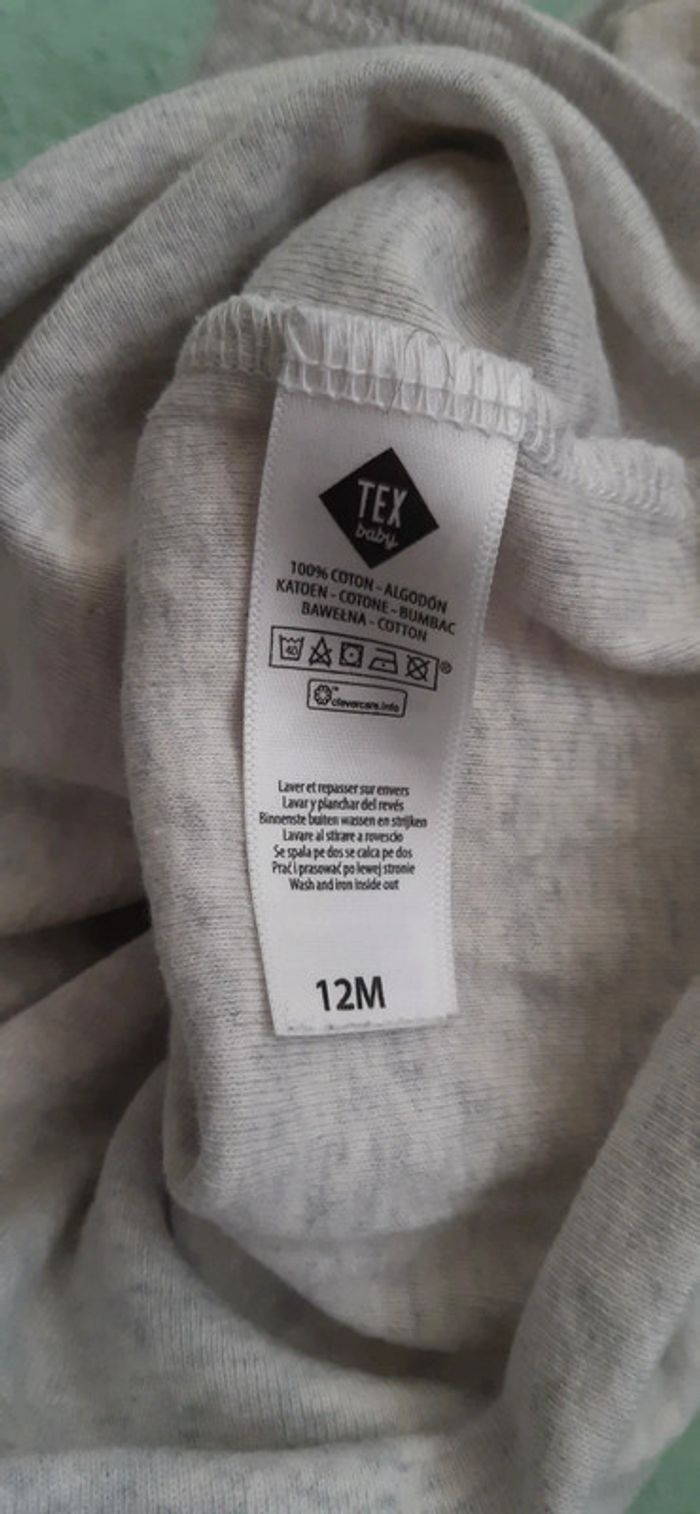 TEX
baby
100% COTON - ALGODÓN
KATOEN - COTONE - BUMBAC
BAWEŁNA - COTTON
40
®
™
clevercare.info
Laver et repasser sur envers
Lavar y planchar del revés
Binnenste buiten wassen en strijken
Lavare al stirare a rovescio
Se spala pe dos se calca pe dos
Prać i prasować po lewej stronie
Wash and iron inside out
12M